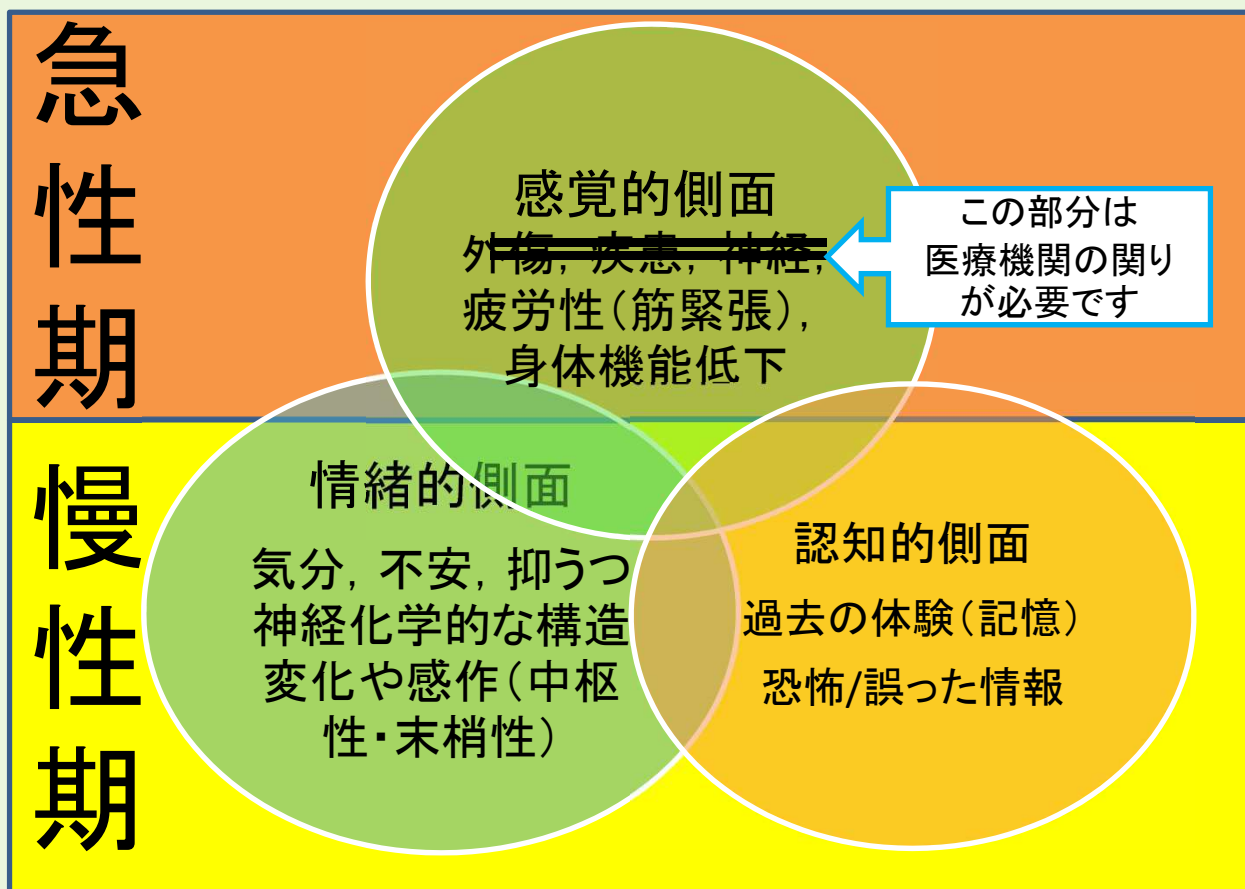 急性期
感覚的側面
外傷, 疾患, 神経,
疲労性(筋緊張),
身体機能低下
この部分は
医療機関の関り
が必要です
慢性期
情緒的側面
気分, 不安, 抑うつ
神経化学的な構造
変化や感作(中枢
性・末梢性)
認知的側面
過去の体験(記憶)
恐怖/誤った情報